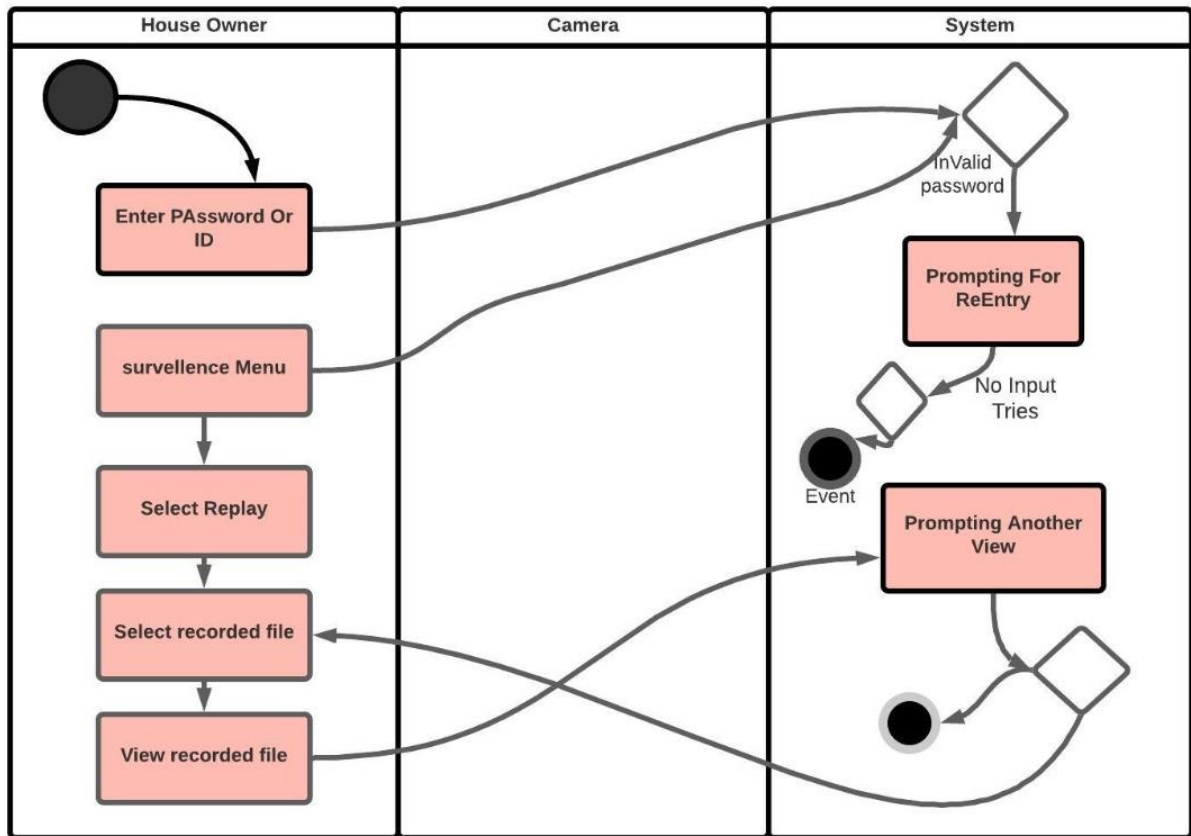 House Owner
Camera
System
Enter PAssword Or
ID
survellence Menu
Select Replay
Select recorded file
View recorded file
InValid
password
Prompting For
ReEntry
No Input
Tries
Event
Prompting Another
View